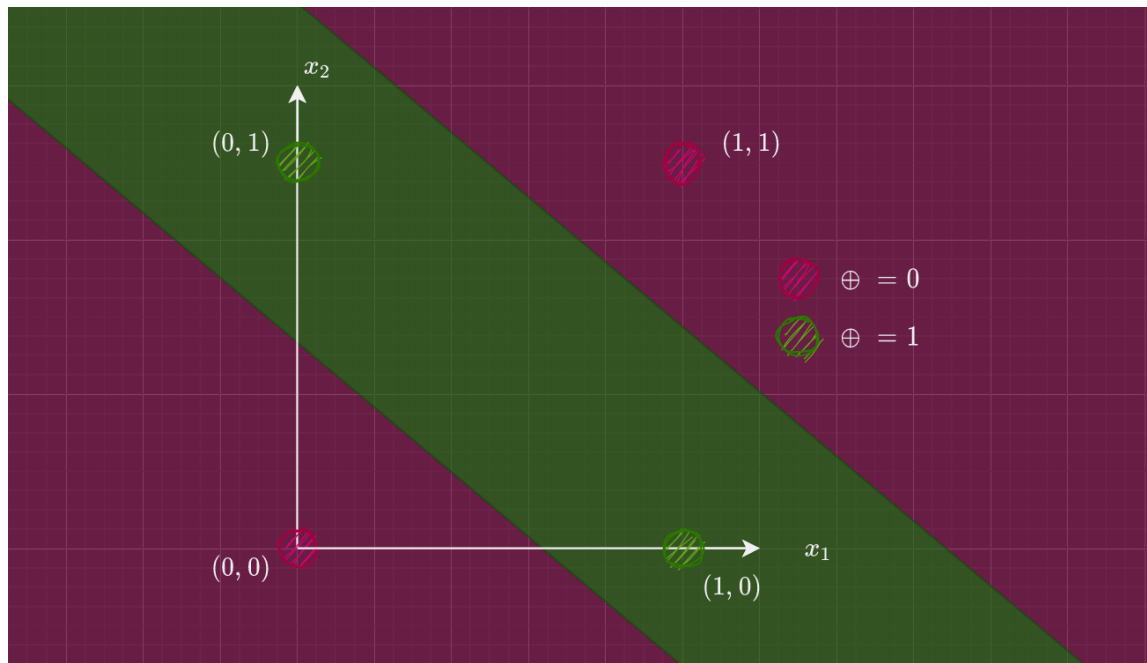 x₂
(0, 1)
(1, 1)
⊕ = 0
⊕ = 1
x₁
(0, 0)
(1, 0)